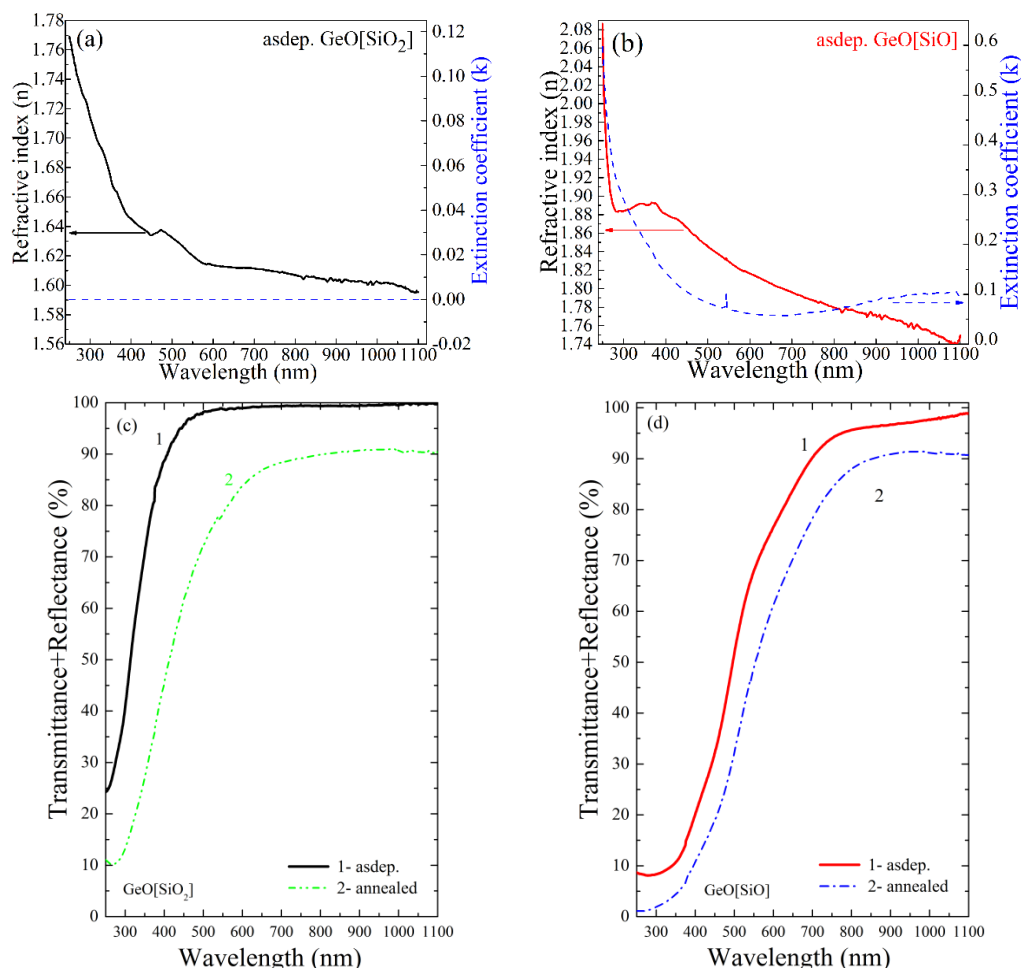 (a)
asdep. GeO[SiO₂]
Refractive index (n)
1.78
1.76
1.74
1.72
1.70
1.68
1.66
1.64
1.62
1.60
1.58
1.56
0.12
0.10
0.08
0.06
0.04
0.02
0.00
-0.02
Extinction coefficient (k)
300 400 500 600 700 800 900 1000 1100
Wavelength (nm)
(b)
asdep. GeO[SiO]
Refractive index (n)
2.08
2.06
2.04
2.03
2.01
1.99
1.97
1.95
1.93
1.92
1.90
1.88
1.86
1.84
1.82
1.80
1.78
1.76
1.74
0.6
0.5
0.4
0.3
0.2
0.1
0.0
Extinction coefficient (k)
300 400 500 600 700 800 900 1000 1100
Wavelength (nm)
(c)
1
2
Transmittance+Reflectance (%)
100
90
80
70
60
50
40
30
20
10
0
1- asdep.
2- annealed
GeO[SiO₂]
300 400 500 600 700 800 900 1000 1100
Wavelength (nm)
(d)
1
2
Transmittance+Reflectance (%)
100
90
80
70
60
50
40
30
20
10
0
1- asdep.
2- annealed
GeO[SiO]
300 400 500 600 700 800 900 1000 1100
Wavelength (nm)